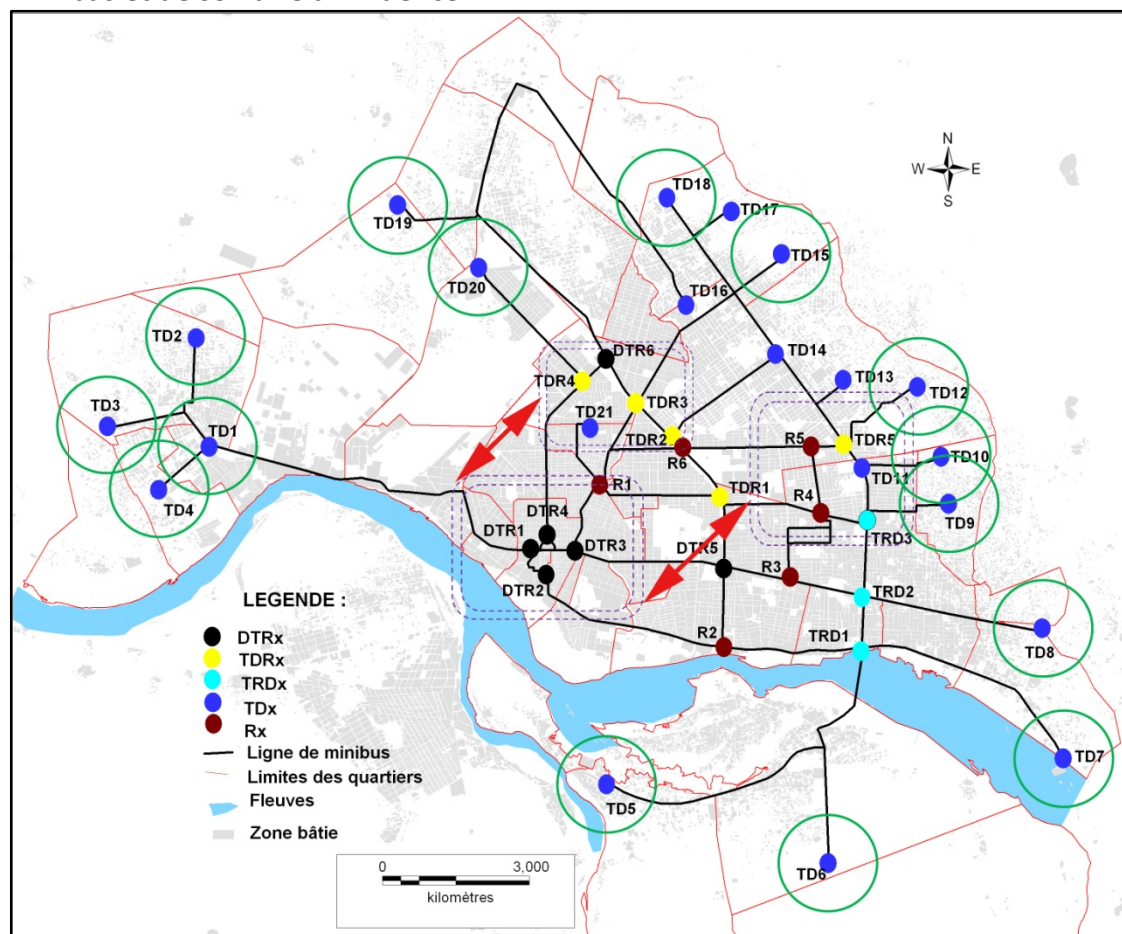 N
W E
S
TD18
TD17
TD19
TD15
TD20
TD16
TD2
DTR6
TD14
TDR4
TD13
TD12
TD3
TD21
TDR3
TD1
TDR2
R5
TDR5
TD10
R6
TD11
TD4
R1
TDR1
R4
TD9
DTR4
TRD3
DTR1
DTR3
DTR5
R3
DTR2
TRD2
LEGENDE :
TD8
R2
TRD1
DTRx
TDRx
TRDx
TDx
Rx
Ligne de minibus
Limites des quartiers
Fleuves
Zone bâtie
TD7
TD5
TD6
0 3,000
kilomètres